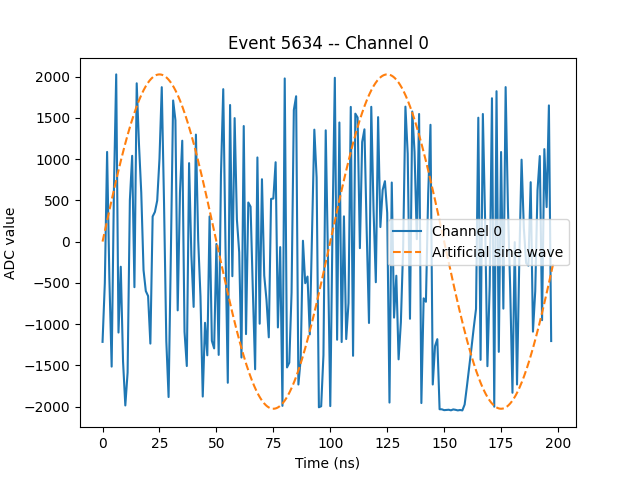 Event 5634 -- Channel 0
ADC value
2000
1500
1000
500
0
−500
−1000
−1500
−2000
Channel 0
Artificial sine wave
0 25 50 75 100 125 150 175 200
Time (ns)